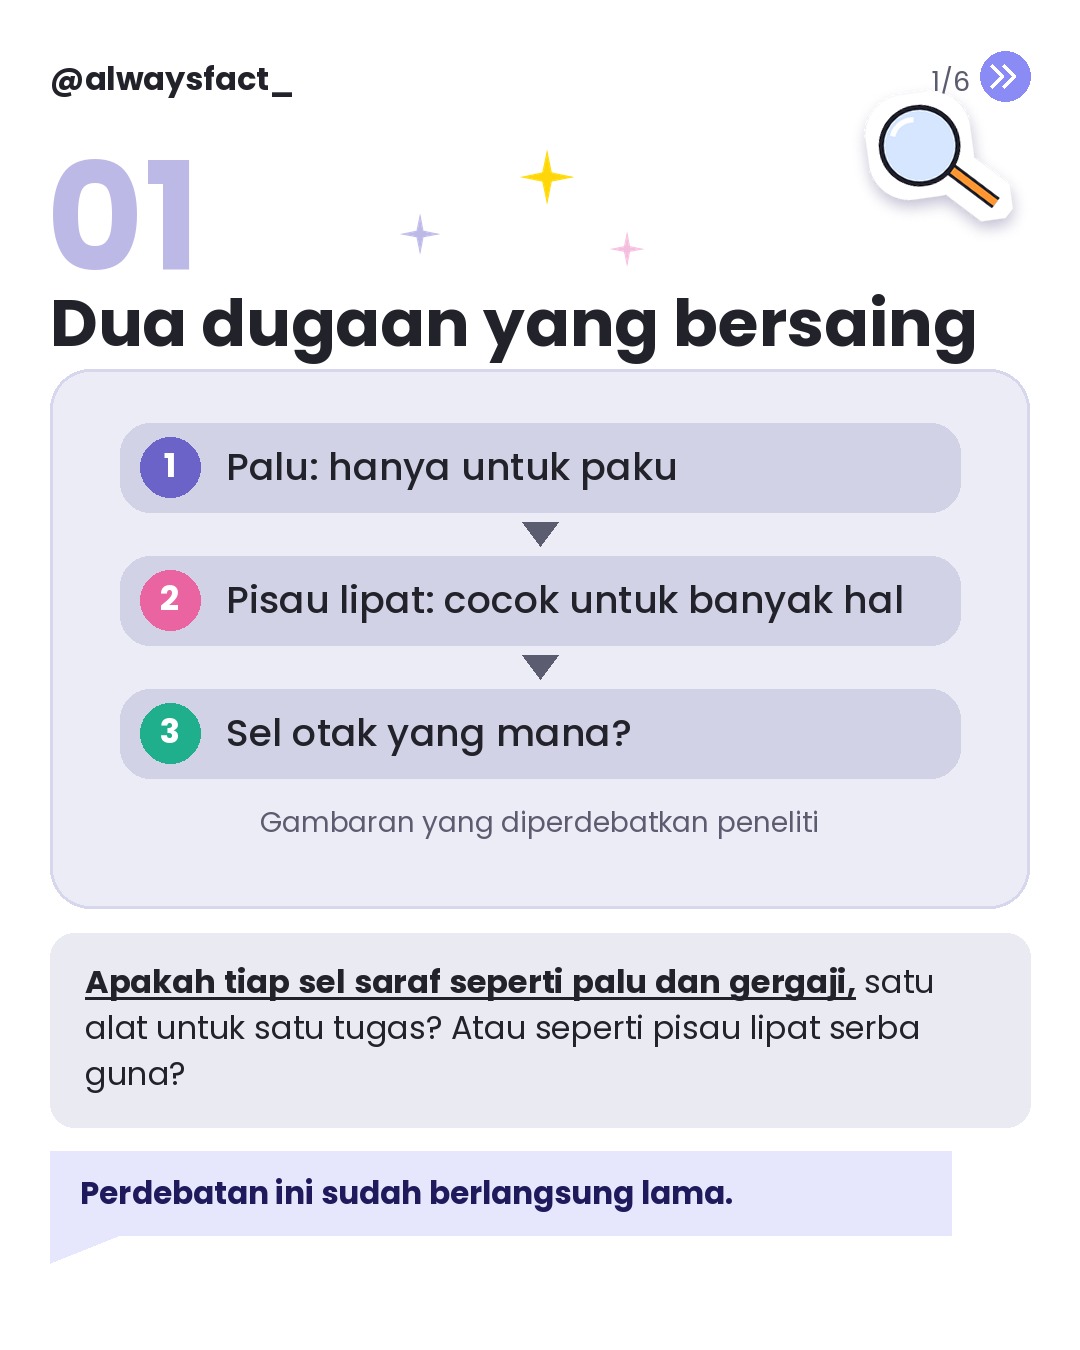 @alwaysfact_
1/6
01
Dua dugaan yang bersaing
1 Palu: hanya untuk paku
2 Pisau lipat: cocok untuk banyak hal
3 Sel otak yang mana?
Gambaran yang diperdebatkan peneliti
Apakah tiap sel saraf seperti palu dan gergaji, satu
alat untuk satu tugas? Atau seperti pisau lipat serba
guna?
Perdebatan ini sudah berlangsung lama.